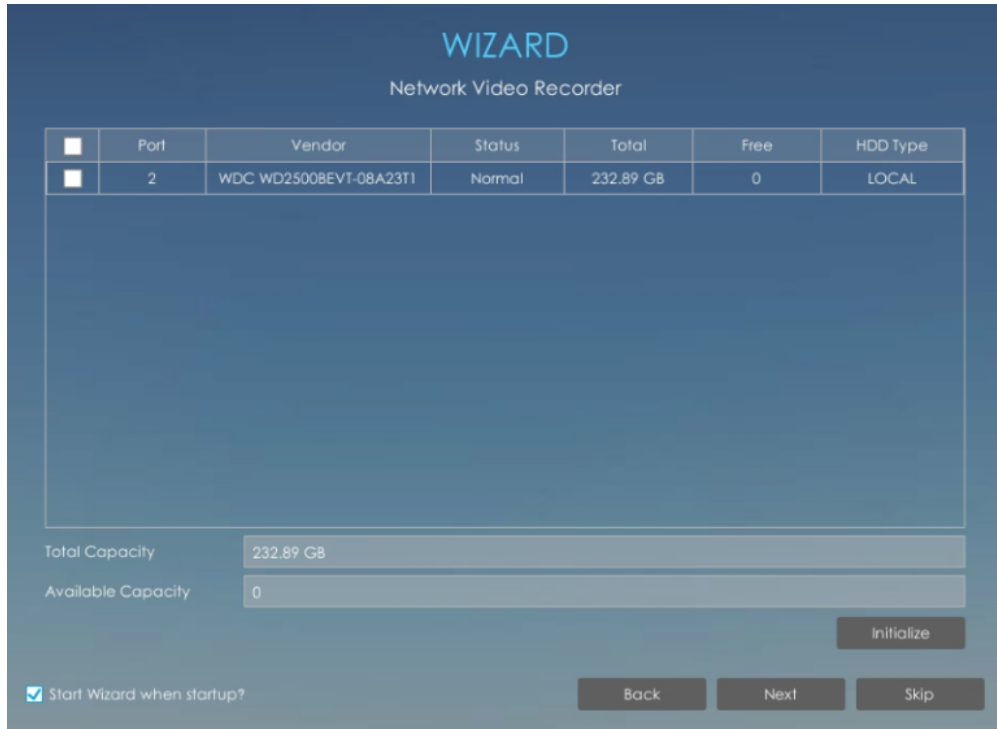 WIZARD
Network Video Recorder
Port Vendor Status Total Free HDD Type
2 WDC WD2500BEVT-08A23T1 Normal 232.89 GB 0 LOCAL
Total Capacity 232.89 GB
Available Capacity 0
Initialize
Start Wizard when startup? Back Next Skip